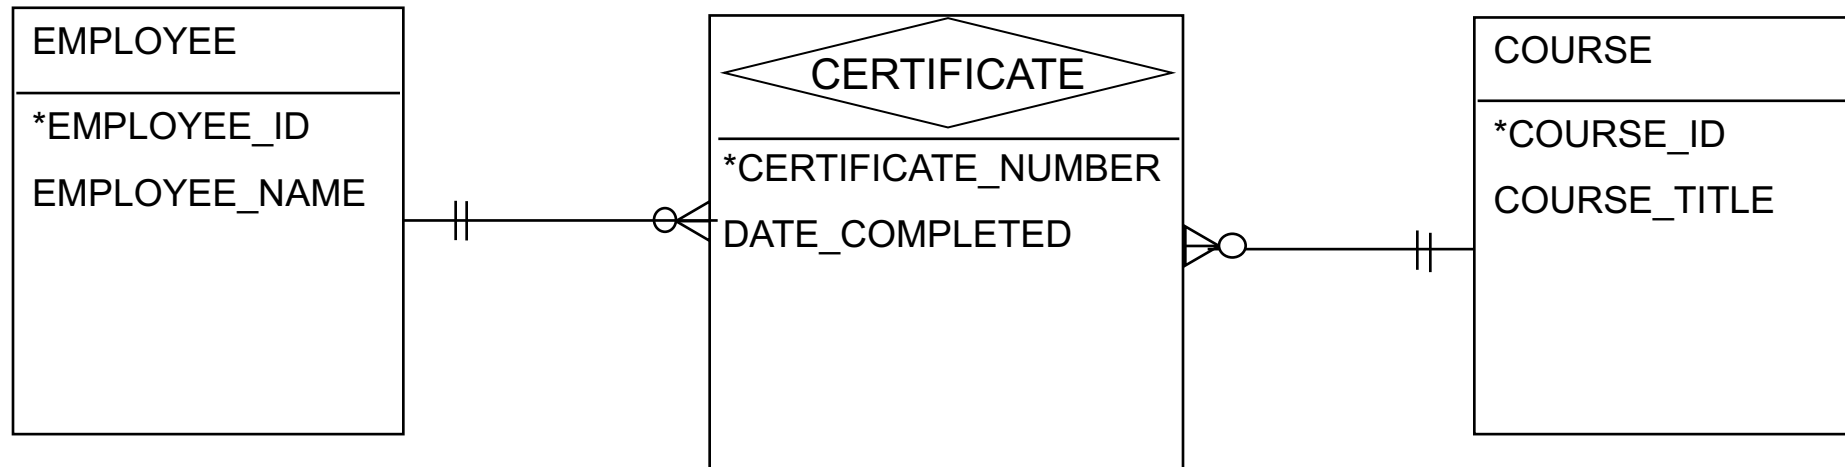 EMPLOYEE
*EMPLOYEE_ID
EMPLOYEE_NAME
CERTIFICATE
*CERTIFICATE_NUMBER
DATE_COMPLETED
COURSE
*COURSE_ID
COURSE_TITLE